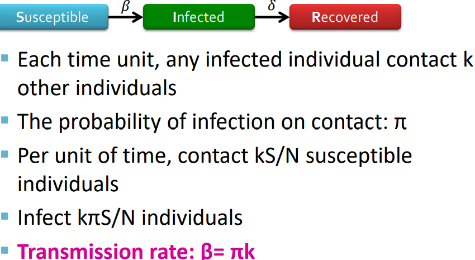 Susceptible β Infected δ Recovered
▪ Each time unit, any infected individual contact k
other individuals
▪ The probability of infection on contact: π
▪ Per unit of time, contact kS/N susceptible
individuals
▪ Infect kπS/N individuals
▪ Transmission rate: β= πk